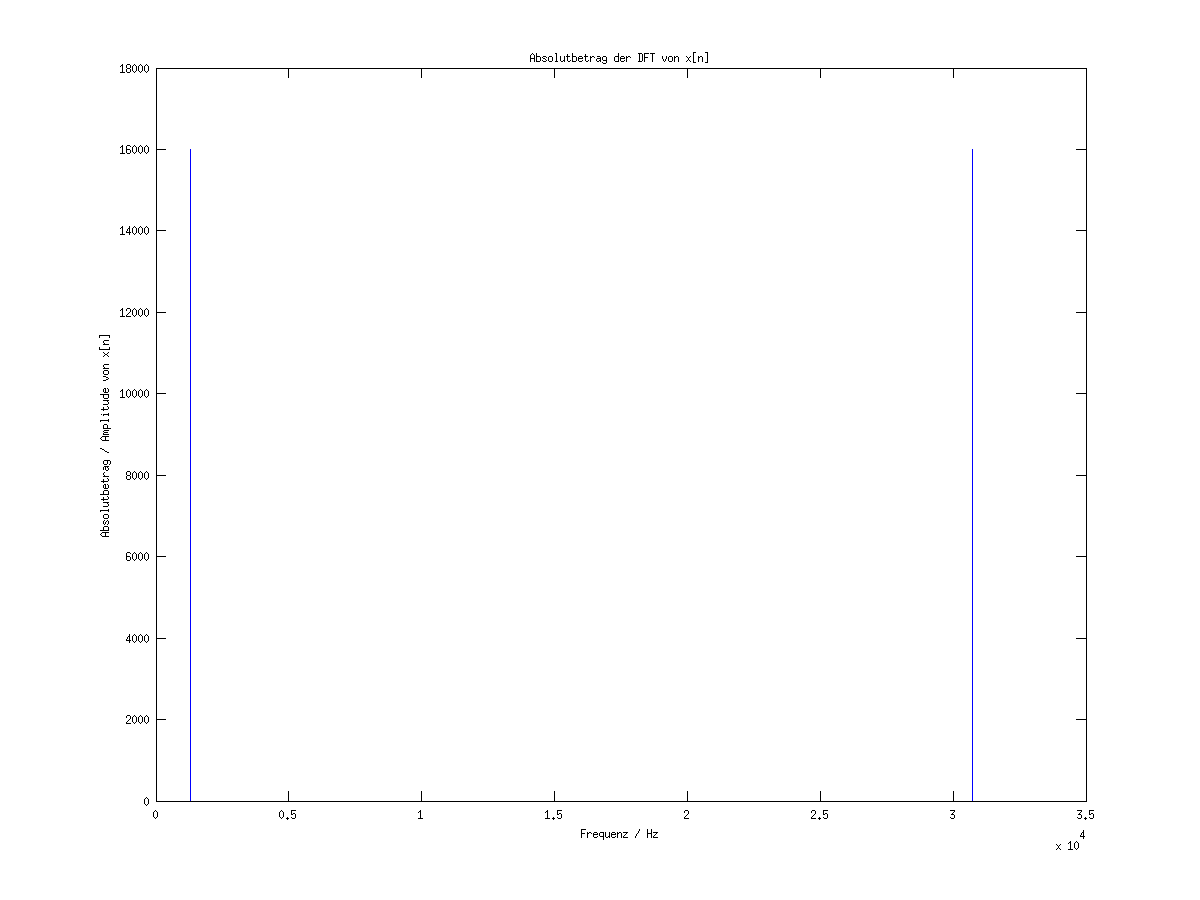 Absolutbetrag der DFT von x[n]
18000
16000
14000
12000
10000
8000
6000
4000
2000
0
Absolutbetrag / Amplitude von x[n]
0 0.5 1 1.5 2 2.5 3 3.5
Frequenz / Hz
4
x 10